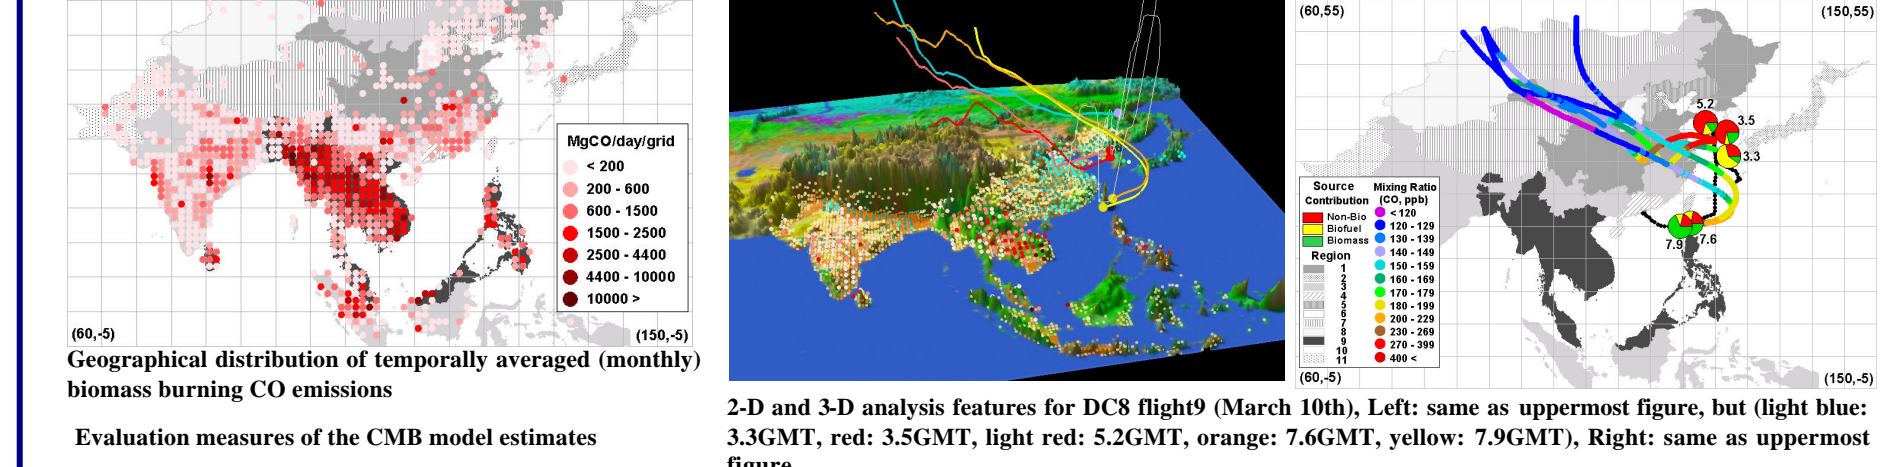 MgCO/day/grid
< 200
200 - 600
600 - 1500
1500 - 2500
2500 - 4400
4400 - 10000
10000 >
(60,-5)
(150,-5)
Geographical distribution of temporally averaged (monthly)
biomass burning CO emissions
Evaluation measures of the CMB model estimates
(60,55)
(150,55)
5.2
3.5
3.3
7.9
7.6
Source
Contribution
Non-Bio
Biofuel
Biomass
Region
1
2
3
4
5
6
7
8
9
10
11
Mixing Ratio
(CO, ppb)
< 120
120 - 129
130 - 139
140 - 149
150 - 159
160 - 169
170 - 179
180 - 199
200 - 229
230 - 269
270 - 399
400 <
(60,-5)
(150,-5)
2-D and 3-D analysis features for DC8 flight9 (March 10th), Left: same as uppermost figure, but (light blue:
3.3GMT, red: 3.5GMT, light red: 5.2GMT, orange: 7.6GMT, yellow: 7.9GMT), Right: same as uppermost
figure